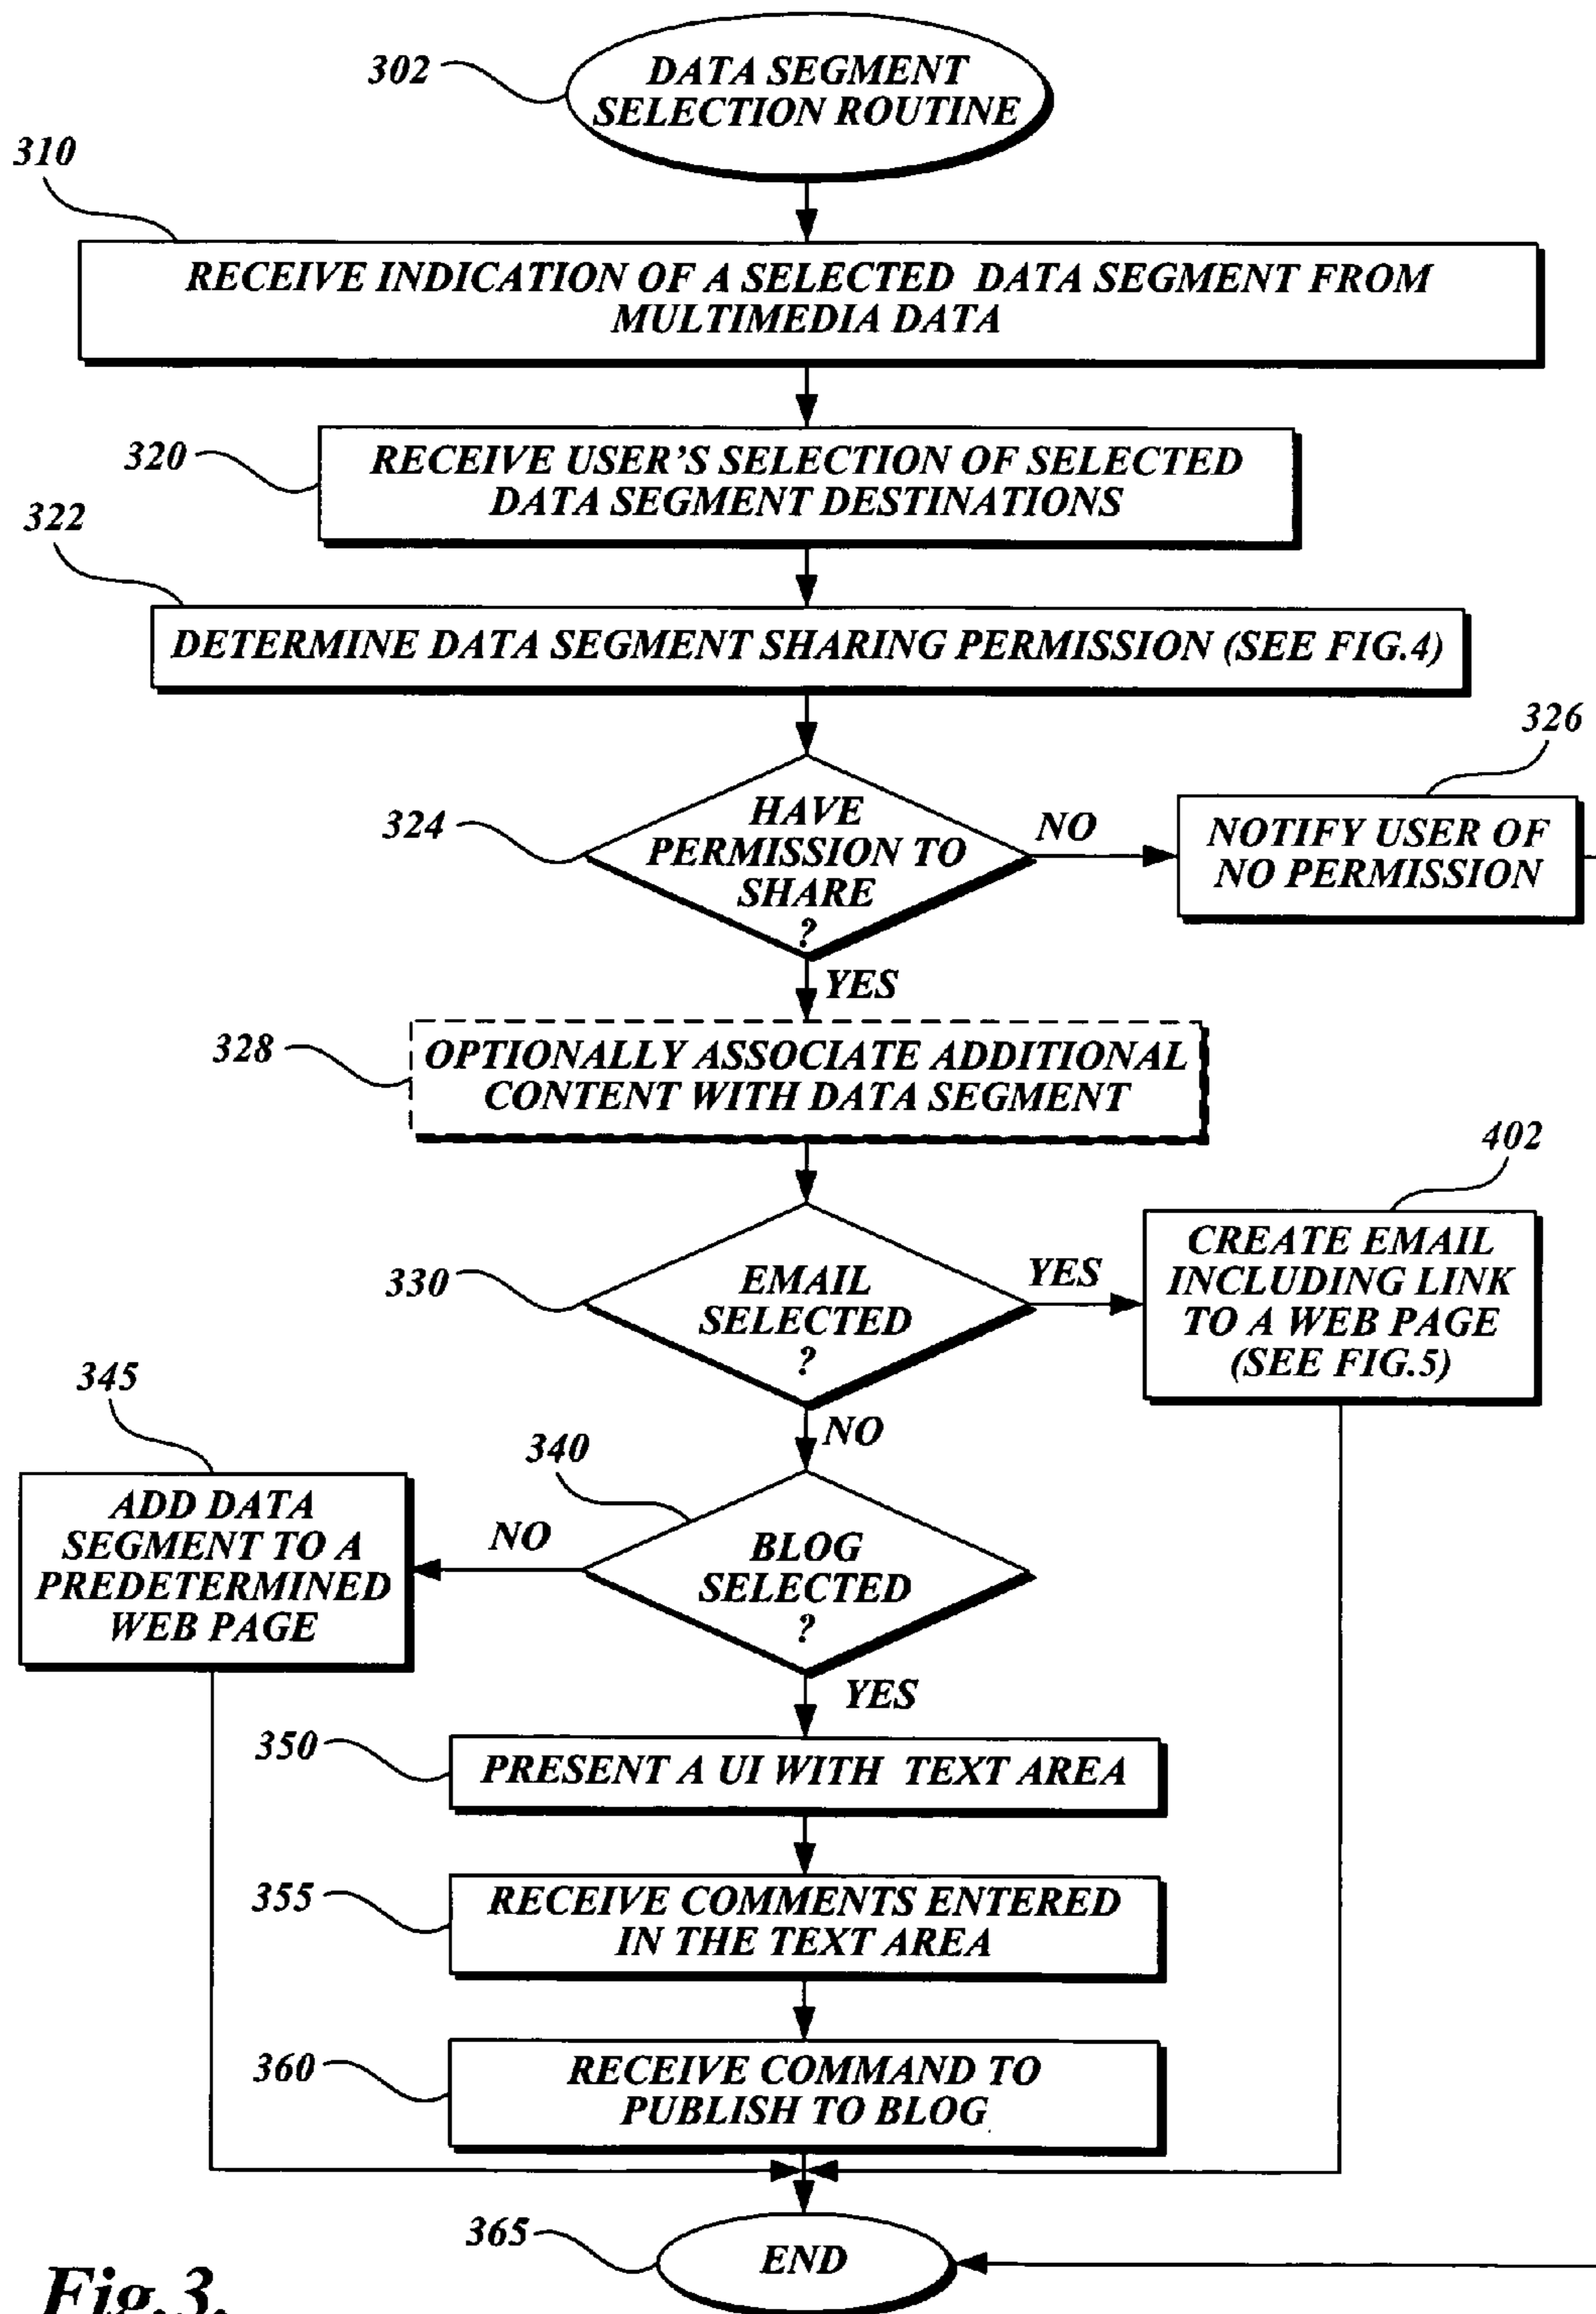 302
DATA SEGMENT
SELECTION ROUTINE
310
RECEIVE INDICATION OF A SELECTED DATA SEGMENT FROM
MULTIMEDIA DATA
320
RECEIVE USER'S SELECTION OF SELECTED
DATA SEGMENT DESTINATIONS
322
DETERMINE DATA SEGMENT SHARING PERMISSION (SEE FIG.4)
324
HAVE
PERMISSION TO
SHARE
?
NO
326
NOTIFY USER OF
NO PERMISSION
YES
328
OPTIONALLY ASSOCIATE ADDITIONAL
CONTENT WITH DATA SEGMENT
330
EMAIL
SELECTED
?
YES
402
CREATE EMAIL
INCLUDING LINK
TO A WEB PAGE
(SEE FIG.5)
NO
340
BLOG
SELECTED
?
NO
345
ADD DATA
SEGMENT TO A
PREDETERMINED
WEB PAGE
YES
350
PRESENT A UI WITH TEXT AREA
355
RECEIVE COMMENTS ENTERED
IN THE TEXT AREA
360
RECEIVE COMMAND TO
PUBLISH TO BLOG
365
END
Fig.3.